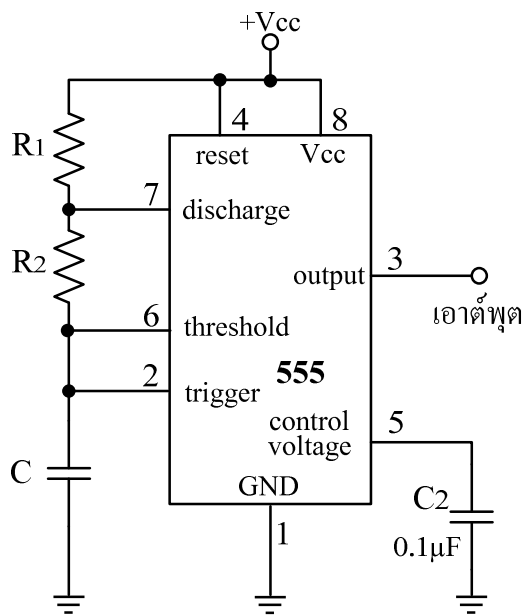 +Vcc
4
8
R1
reset
Vcc
7
discharge
R2
output
3
เอาต์พุต
6
threshold
2
trigger
555
control
voltage
5
C
GND
C2
1
0.1µF